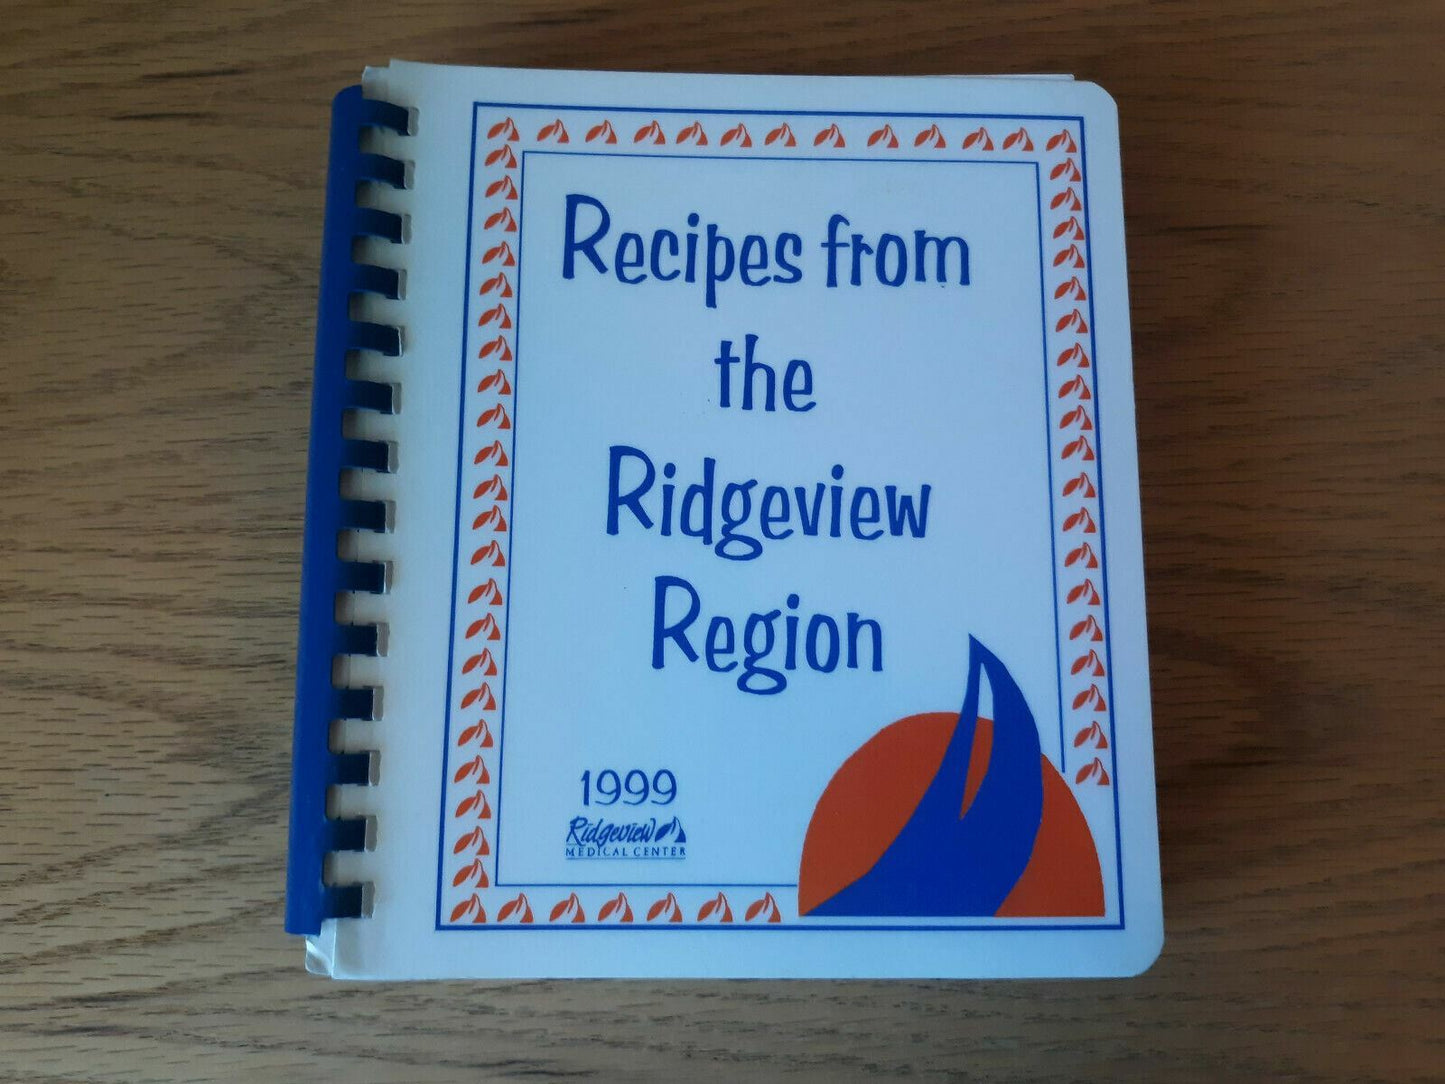 Recipes from
the
Ridgeview
Region
1999
Ridgeview
MEDICAL CENTER